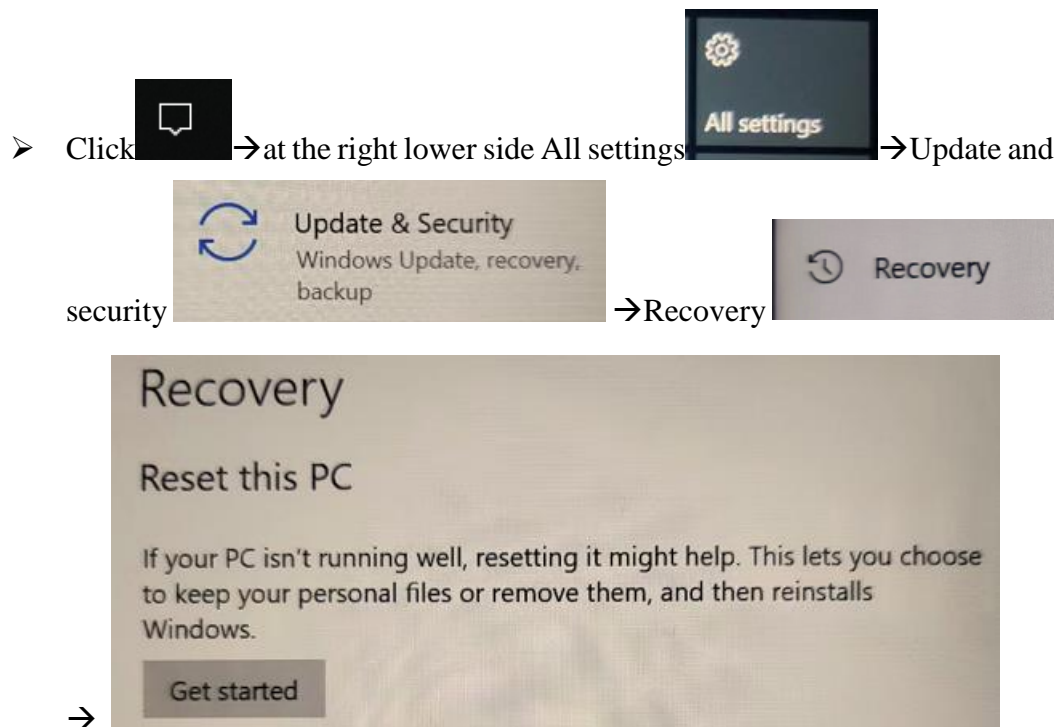 ➢ Click → at the right lower side All settings All settings → Update and
security Update & Security
Windows Update, recovery,
backup
→ Recovery Recovery
→ Recovery
Reset this PC
If your PC isn't running well, resetting it might help. This lets you choose
to keep your personal files or remove them, and then reinstalls
Windows.
Get started